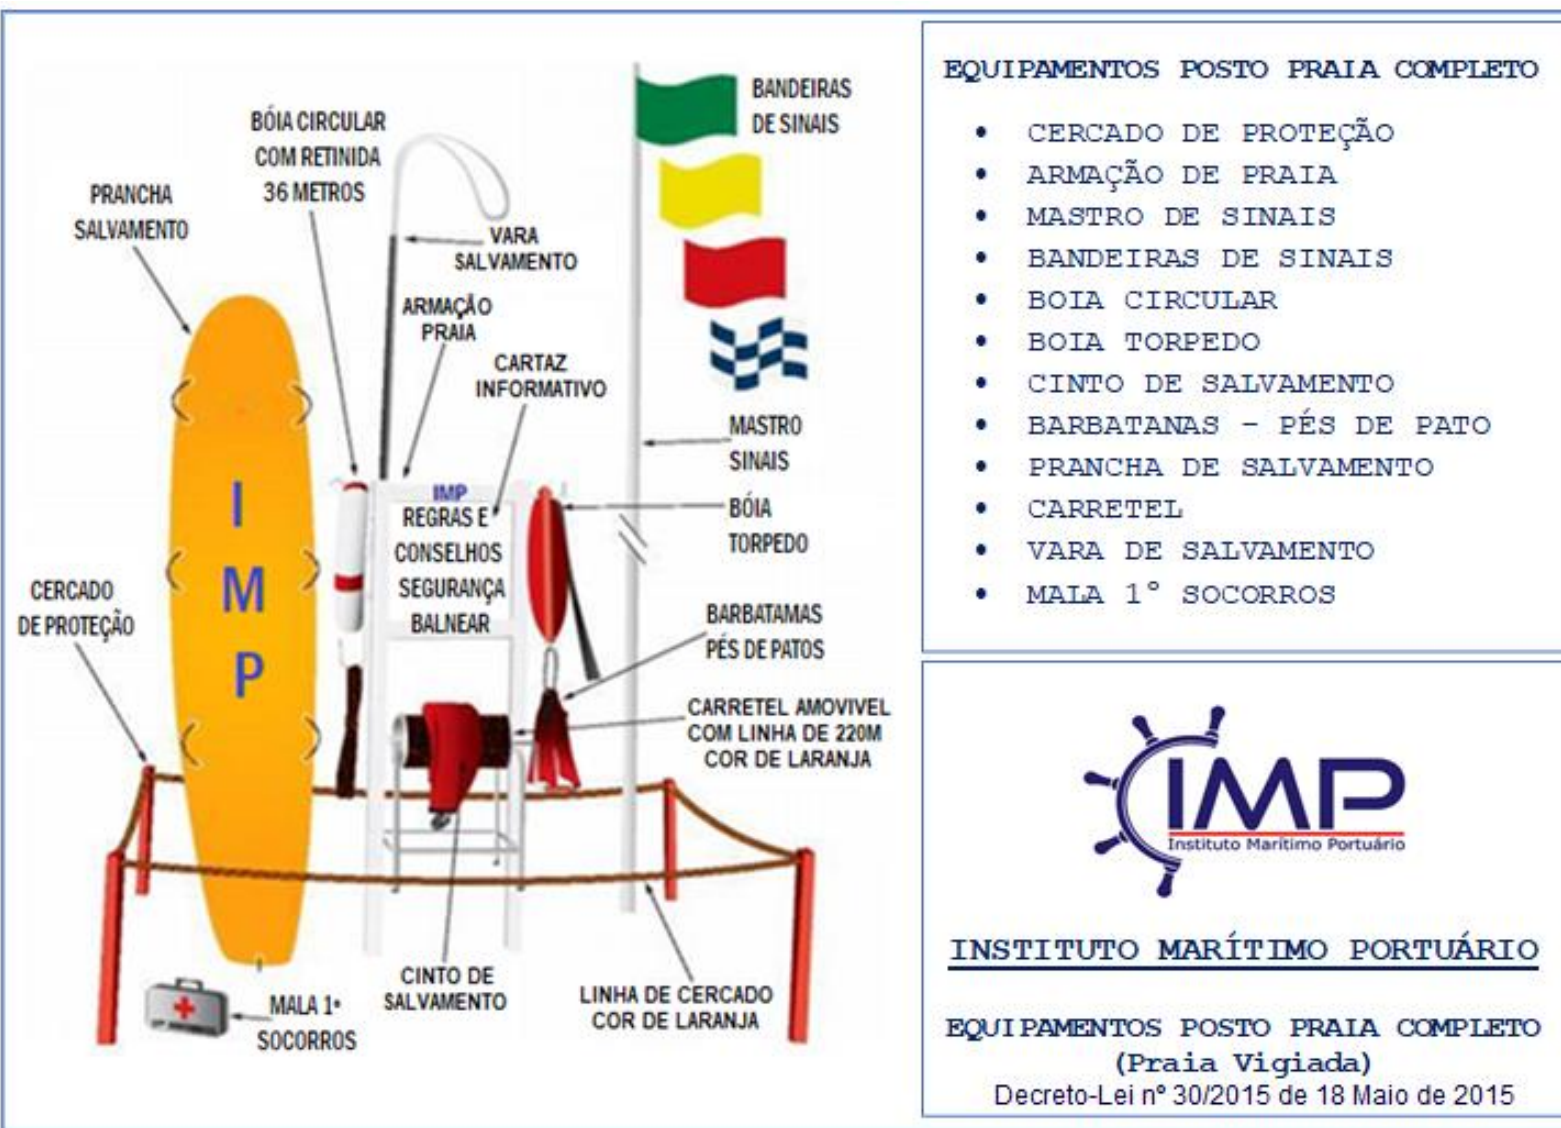 BÓIA CIRCULAR
COM RETINIDA
36 METROS
PRANCHA
SALVAMENTO
VARA
SALVAMENTO
BANDEIRAS
DE SINAIS
ARMAÇÃO
PRAIA
CARTAZ
INFORMATIVO
MASTRO
SINAIS
IMP
REGRAS E
CONSELHOS
SEGURANÇA
BALNEAR
BÓIA
TORPEDO
I
M
P
CERCADO
DE PROTEÇÃO
BARBATAMAS
PÉS DE PATOS
CARRETEL AMOVIVEL
COM LINHA DE 220M
COR DE LARANJA
CINTO DE
SALVAMENTO
LINHA DE CERCADO
COR DE LARANJA
MALA 1º
SOCORROS
EQUIPAMENTOS POSTO PRAIA COMPLETO
• CERCADO DE PROTEÇÃO
• ARMAÇÃO DE PRAIA
• MASTRO DE SINAIS
• BANDEIRAS DE SINAIS
• BOIA CIRCULAR
• BOIA TORPEDO
• CINTO DE SALVAMENTO
• BARBATANAS - PÉS DE PATO
• PRANCHA DE SALVAMENTO
• CARRETEL
• VARA DE SALVAMENTO
• MALA 1º SOCORROS
IMP
Instituto Marítimo Portuário
INSTITUTO MARÍTIMO PORTUÁRIO
EQUIPAMENTOS POSTO PRAIA COMPLETO
(Praia Vigiada)
Decreto-Lei nº 30/2015 de 18 Maio de 2015